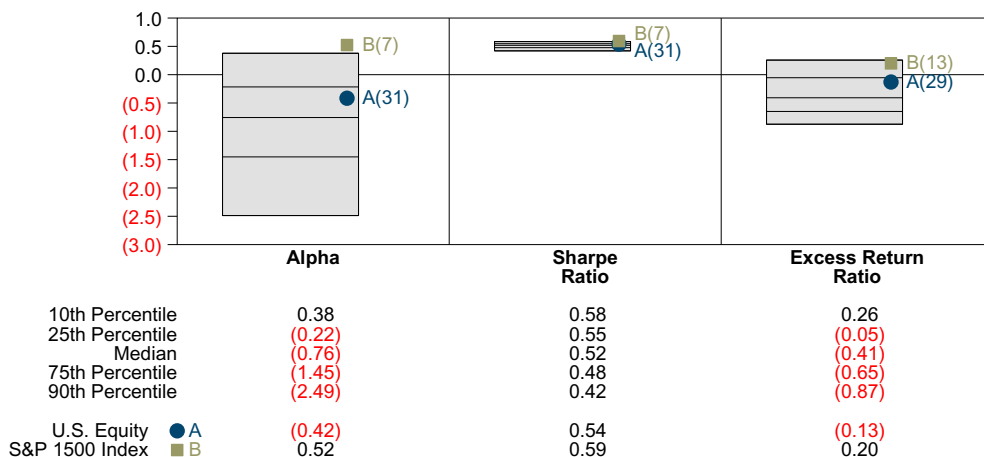 1.0
0.5
0.0
(0.5)
(1.0)
(1.5)
(2.0)
(2.5)
(3.0)
B(7)
A(31)
B(7)
A(31)
B(13)
A(29)
Alpha
Sharpe
Ratio
Excess Return
Ratio
10th Percentile 0.38 0.58 0.26
25th Percentile (0.22) 0.55 (0.05)
Median (0.76) 0.52 (0.41)
75th Percentile (1.45) 0.48 (0.65)
90th Percentile (2.49) 0.42 (0.87)
U.S. Equity A (0.42) 0.54 (0.13)
S&P 1500 Index B 0.52 0.59 0.20